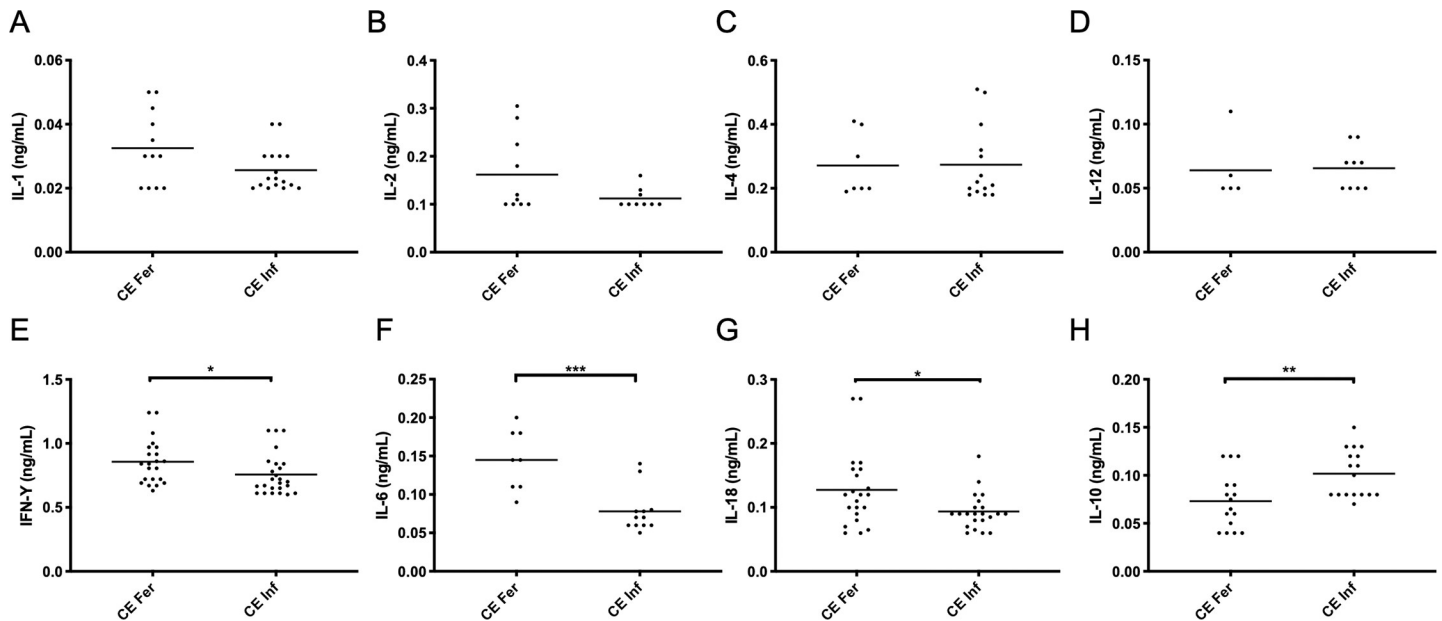 A
B
C
D
IL-1 (ng/mL)
0.06
0.04
0.02
0.00
CE Fer
CE Inf
IL-2 (ng/mL)
0.4
0.3
0.2
0.1
0.0
CE Fer
CE Inf
IL-4 (ng/mL)
0.6
0.4
0.2
0.0
CE Fer
CE Inf
IL-12 (ng/mL)
0.15
0.10
0.05
0.00
CE Fer
CE Inf
E
F
G
H
IFN-Y (ng/mL)
1.5
1.0
0.5
0.0
*
CE Fer
CE Inf
IL-6 (ng/mL)
0.25
0.20
0.15
0.10
0.05
0.00
***
CE Fer
CE Inf
IL-18 (ng/mL)
0.3
0.2
0.1
0.0
*
CE Fer
CE Inf
IL-10 (ng/mL)
0.20
0.15
0.10
0.05
0.00
**
CE Fer
CE Inf